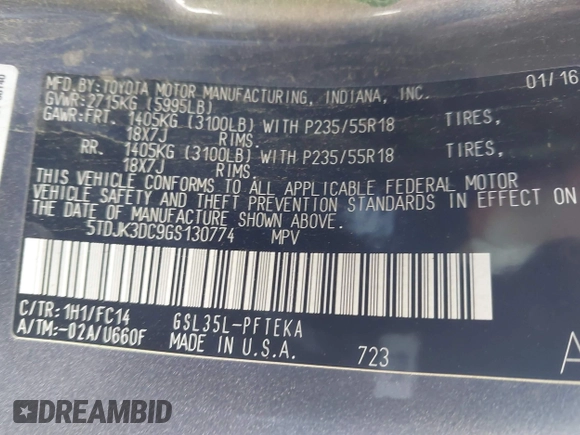 MFD.BY:TOYOTA MOTOR MANUFACTURING, INDIANA, INC. 01/16
GVWR:2715KG (5995LB)
GAWR:FRT. 1405KG (3100LB) WITH P235/55R18 TIRES,
18X7J RIMS.
RR. 1405KG (3100LB) WITH P235/55R18 TIRES,
18X7J RIMS.
THIS VEHICLE CONFORMS TO ALL APPLICABLE FEDERAL MOTOR
VEHICLE SAFETY AND THEFT PREVENTION STANDARDS IN EFFECT ON
THE DATE OF MANUFACTURE SHOWN ABOVE.
5TDJK3DC9GS130774 MPV
C/TR:1H1/FC14 GSL35L-PFTEKA
A/TM:-02A/U660F MADE IN U.S.A. 723
A
DREAMBID